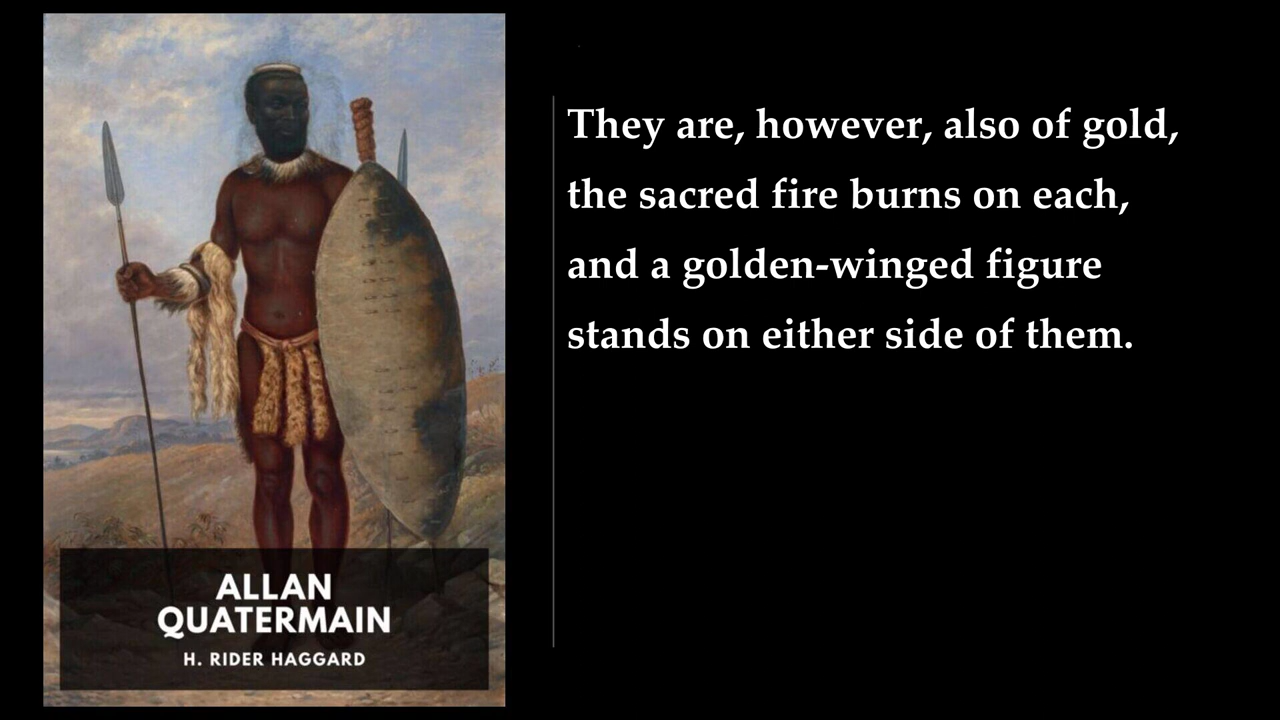 They are, however, also of gold,
the sacred fire burns on each,
and a golden-winged figure
stands on either side of them.
ALLAN
QUATERMAIN
H. RIDER HAGGARD